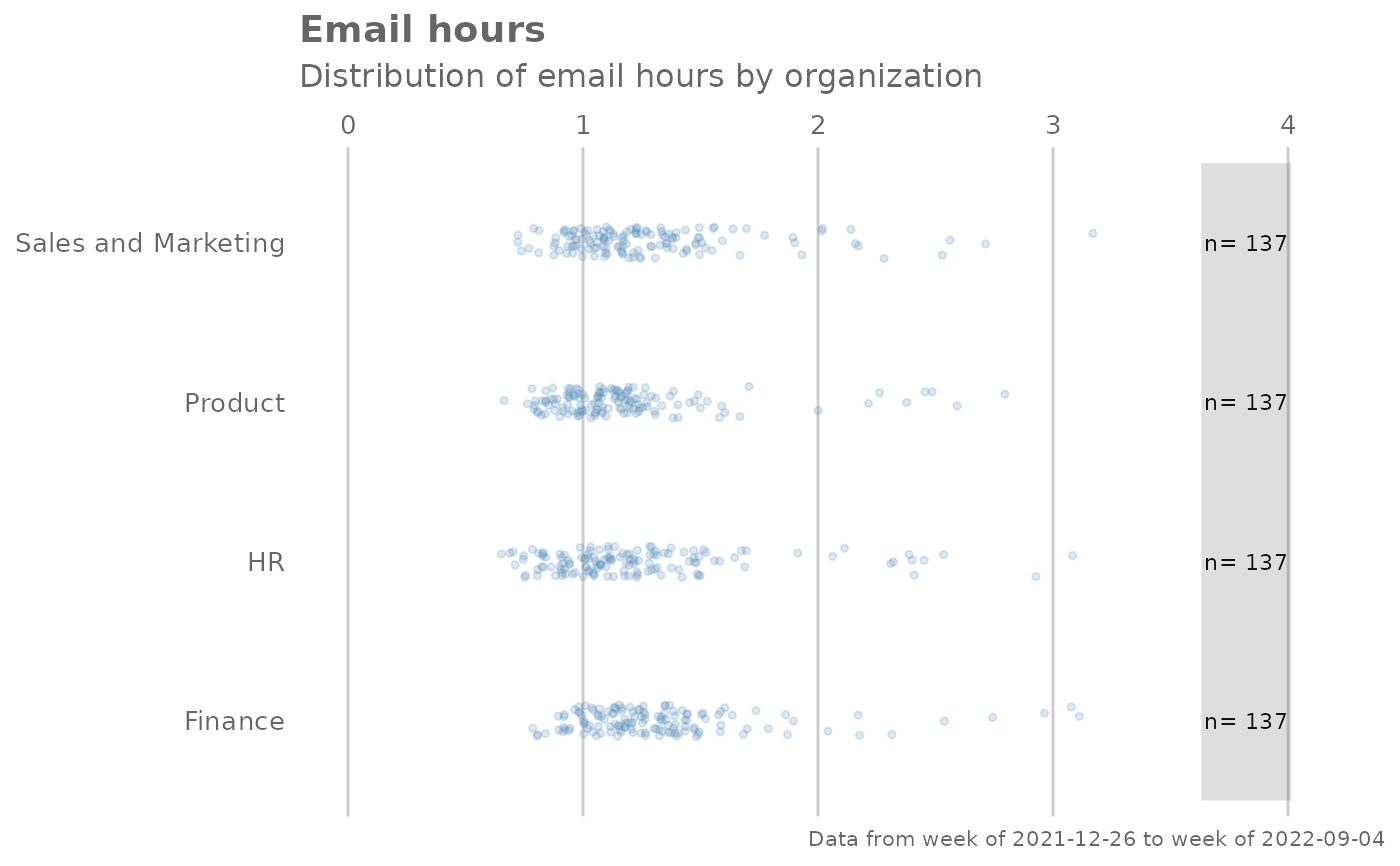 Email hours
Distribution of email hours by organization
0 1 2 3 4
Sales and Marketing n= 137
Product n= 137
HR n= 137
Finance n= 137
Data from week of 2021-12-26 to week of 2022-09-04